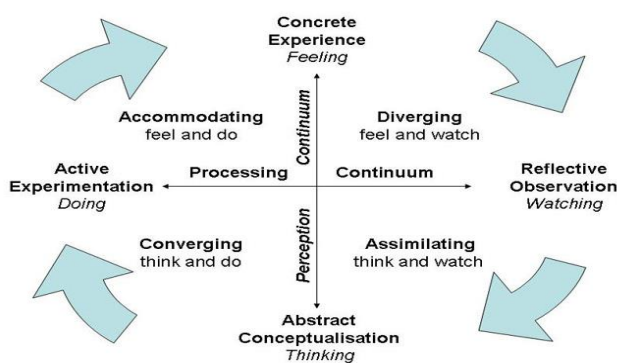 Concrete
Experience
Feeling
Accommodating
feel and do
Continuum
Diverging
feel and watch
Active
Experimentation
Doing
Processing
Continuum
Reflective
Observation
Watching
Converging
think and do
Perception
Assimilating
think and watch
Abstract
Conceptualisation
Thinking